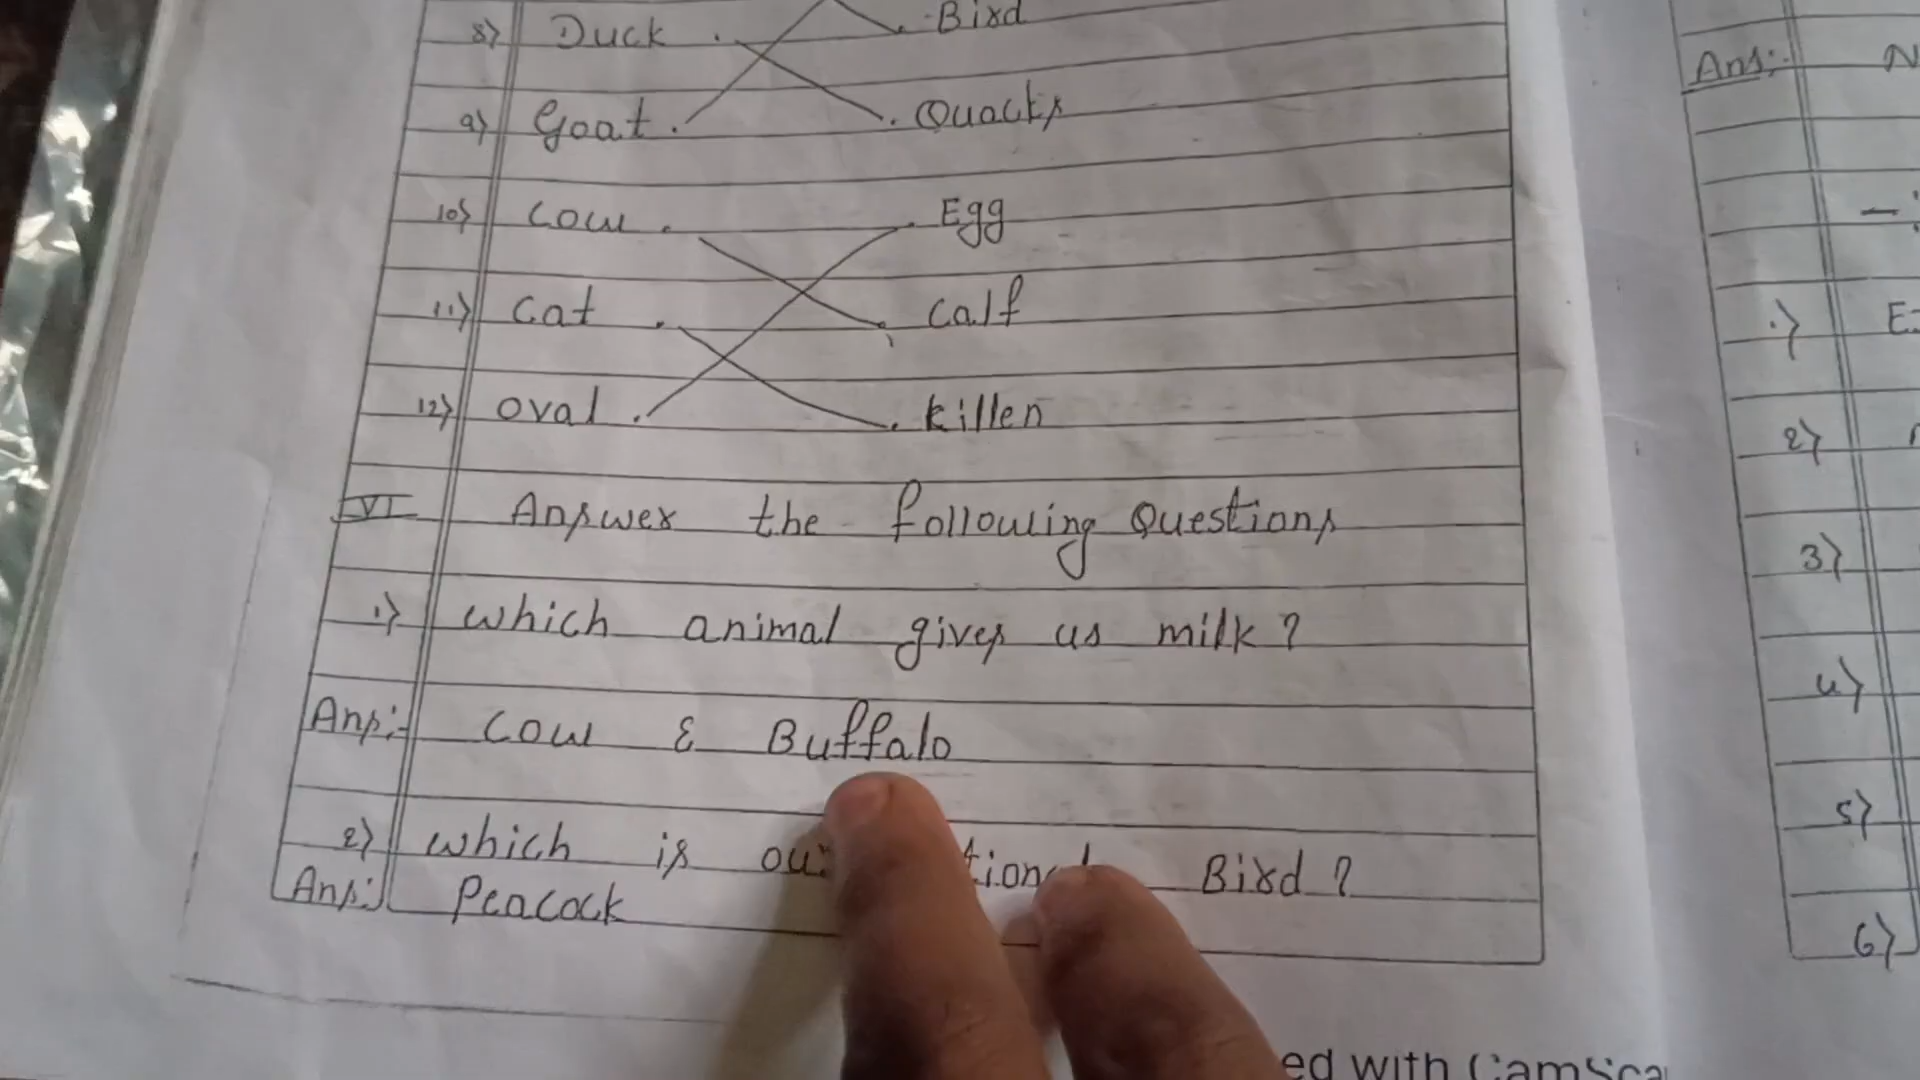 8) Duck . . Bird
9) Goat . . Quacks
10) Cow . . Egg
11) Cat . . Calf
12) Oval . . killen
VI Answer the following Questions
1) which animal gives us milk?
Ans:- Cow & Buffalo
2) which is our Bird?
Ans:- Peacock
ed with CamSca
Ans:-
1)
2)
3)
4)
5)
6)